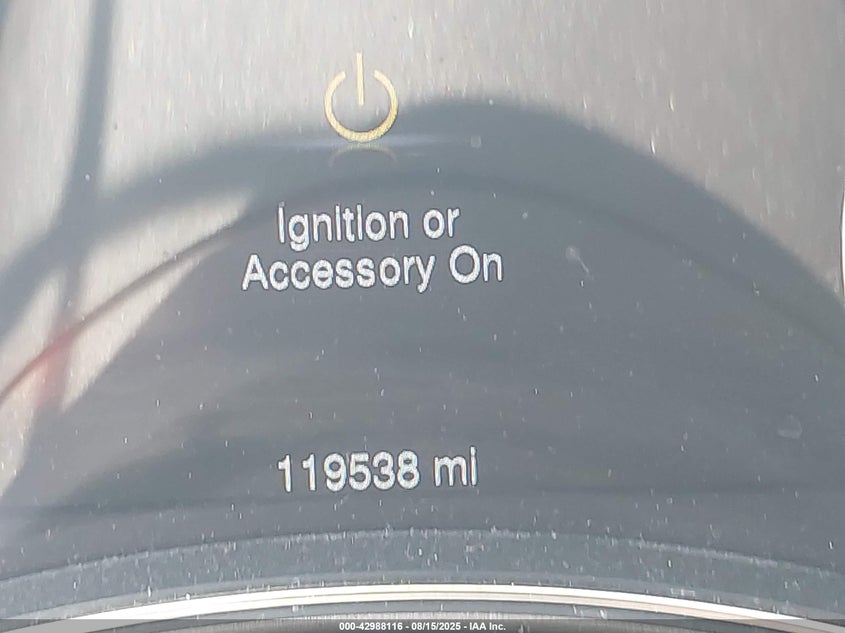 Ignition or
Accessory On
119538 mi
000-42988116 - 08/15/2025 - IAA Inc.